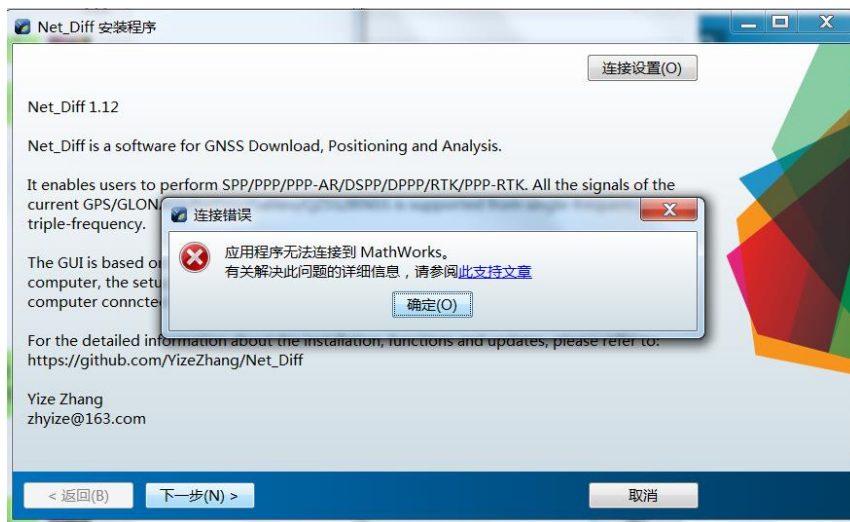 Net_Diff 安装程序
连接设置(O)
Net_Diff 1.12
Net_Diff is a software for GNSS Download, Positioning and Analysis.
It enables users to perform SPP/PPP/PPP-AR/DSPP/DPPP/RTK/PPP-RTK. All the signals of the
current GPS/GLON
triple-frequency.
连接错误
应用程序无法连接到 MathWorks。
有关解决此问题的详细信息，请参阅此支持文章
确定(O)
The GUI is based o
computer, the setu
computer conncte
For the detailed information about the installation, functions and updates, please refer to:
https://github.com/YizeZhang/Net_Diff
Yize Zhang
zhyize@163.com
< 返回(B)
下一步(N) >
取消